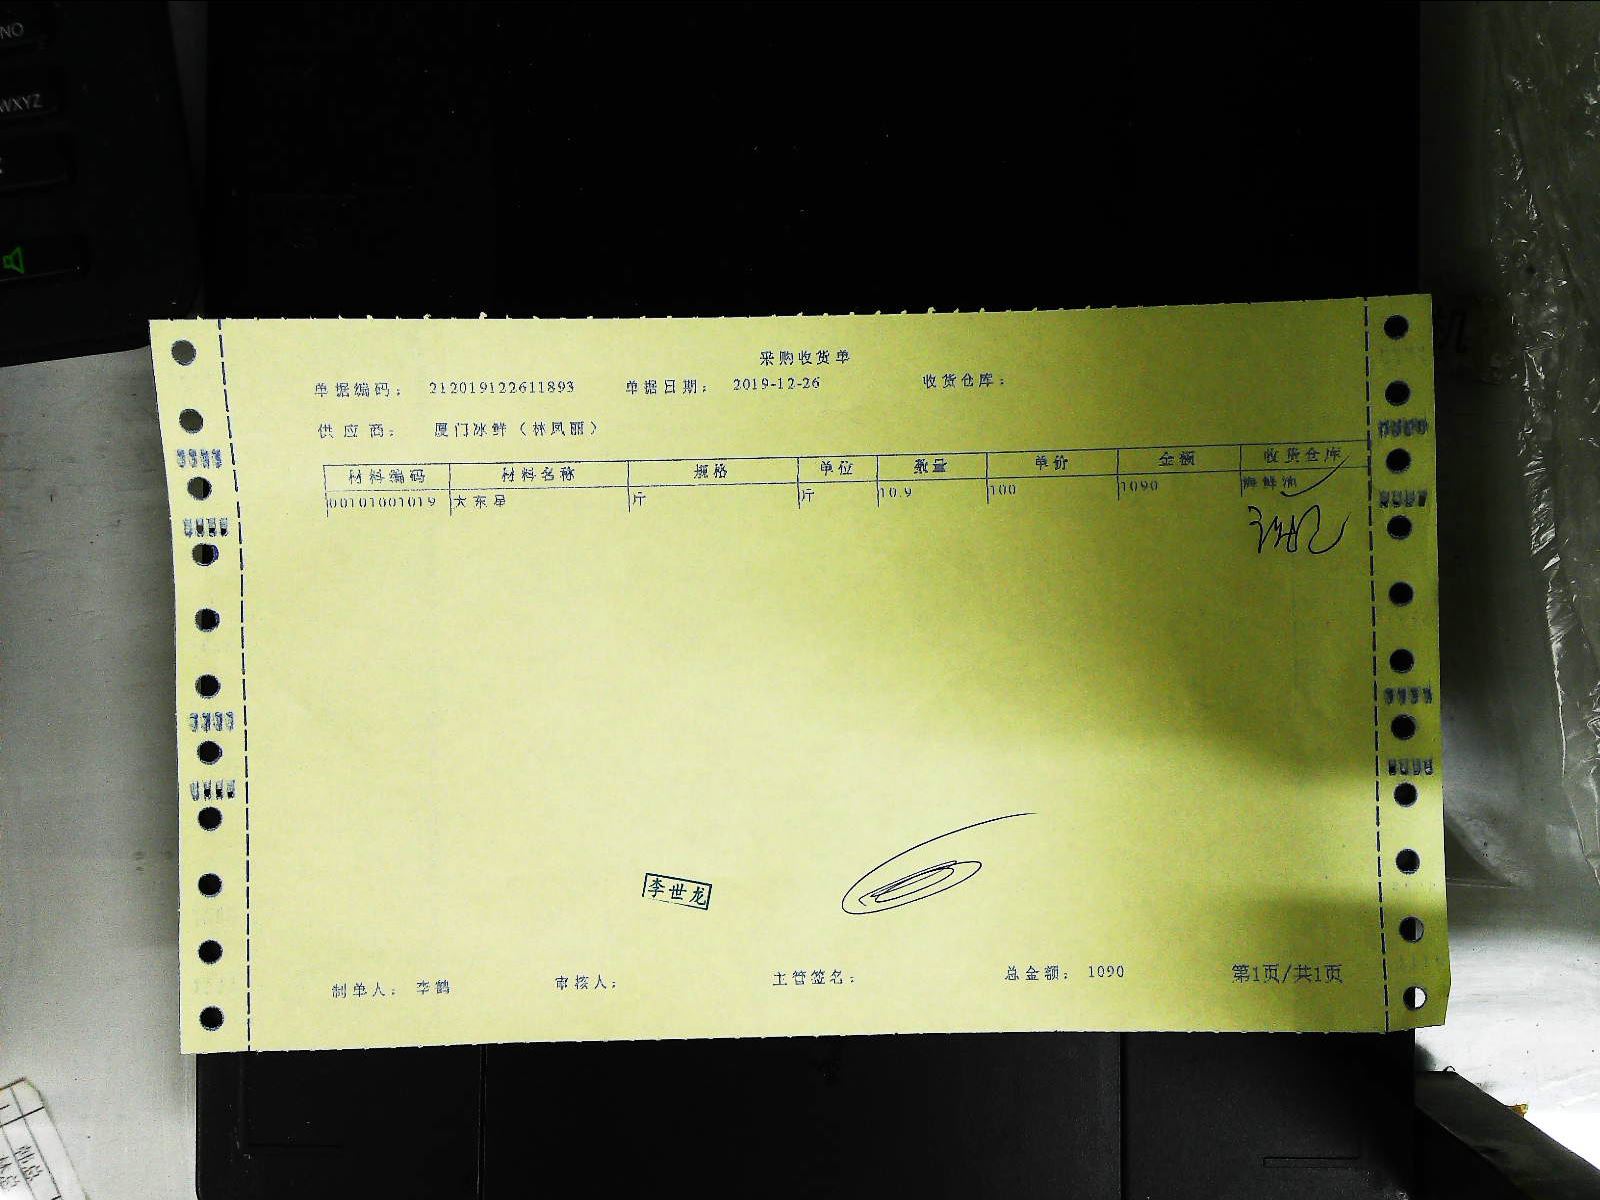 NO
WXYZ
采购收货单
单据编码： 212019122611893 单据日期： 2019-12-26 收货仓库：
供应商： 厦门冰鲜（林凤丽）
材料编码 材料名称 规格 单位 数量 单价 金额 收货仓库
00101001019 大东星 斤 斤 10.9 100 1090 海鲜池
李世龙
制单人： 李鹤 审核人： 主管签名： 总金额： 1090 第1页/共1页